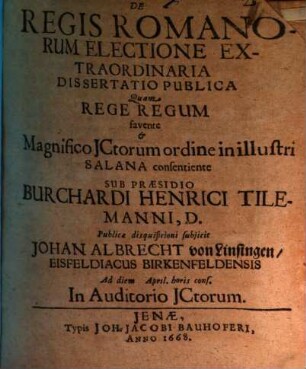 DE
REGIS ROMANO-
RUM ELECTIONE EX-
TRAORDINARIA
DISSERTATIO PUBLICA
Quam
REGE REGUM
favente
&
Magnifico JCtorum ordine in illustri
SALANA consentiente
SUB PRÆSIDIO
BURCHARDI HENRICI TILE-
MANNI, D.
Publicæ disquisitioni subjicit
JOHAN ALBRECHT von Linsingen/
EISFELDIACUS BIRKENFELDENSIS
Ad diem April. horis cons.
In Auditorio JCtorum.
JENÆ,
Typis JOH. JACOBI BAUHOFERI,
ANNO 1668.